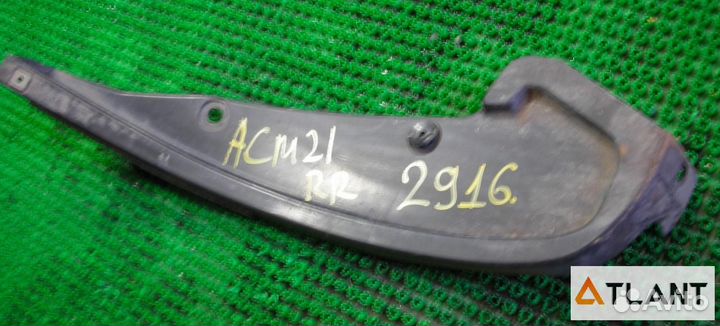 ACM21
RR 2916.
ATLANT
Avito